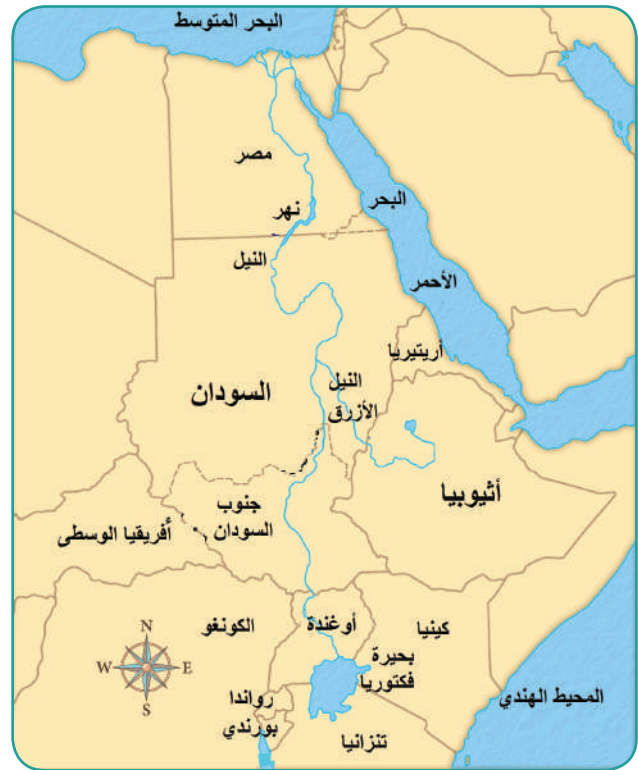 البحر المتوسط
مصر
نهر
النيل
البحر
الأحمر
أريتيريا
السودان
النيل
الأزرق
أثيوبيا
جنوب
السودان
أفريقيا الوسطى
الكونغو
أوغندة
كينيا
بحيرة
فكتوريا
رواندا
بورندي
تنزانيا
المحيط الهندي
N
W
E
S